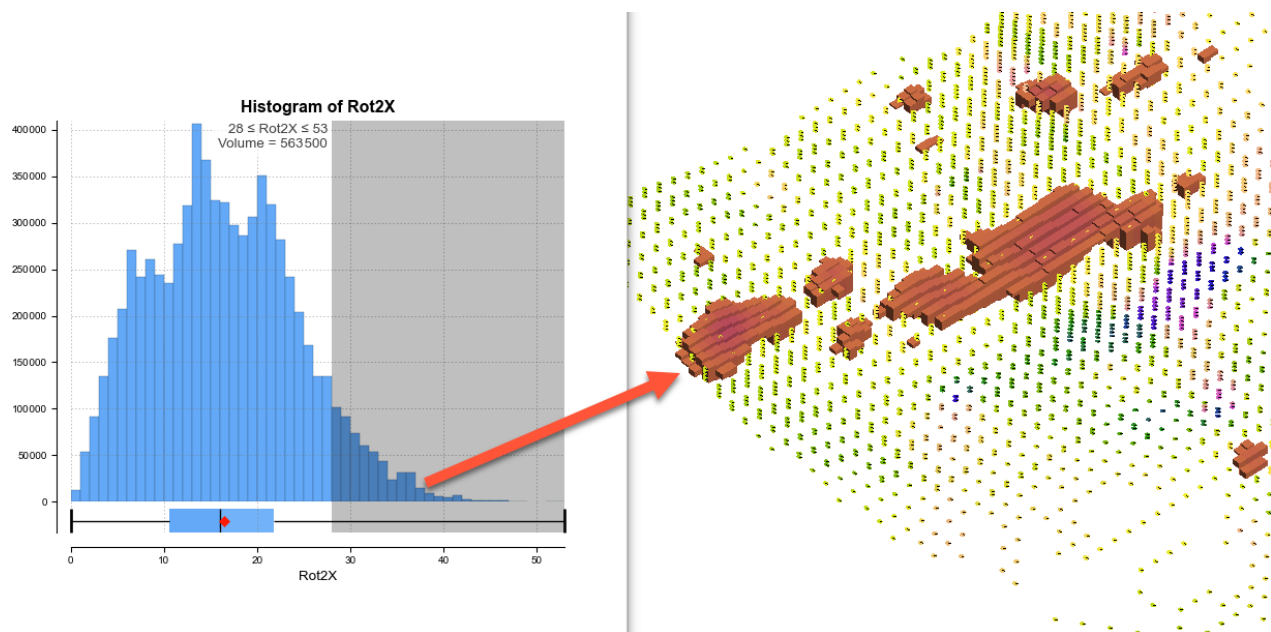 Histogram of Rot2X
28 ≤ Rot2X ≤ 53
Volume = 563500
400000
350000
300000
250000
200000
150000
100000
50000
0
0 10 20 30 40 50
Rot2X